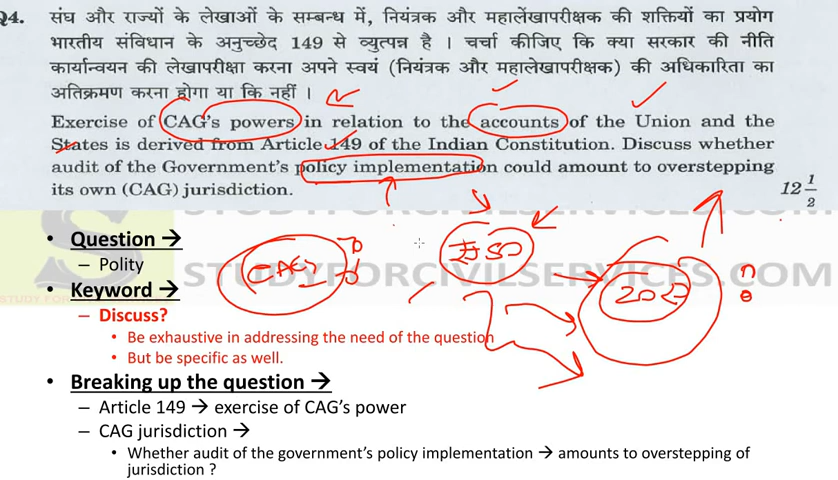 Q4. संघ और राज्यों के लेखाओं के सम्बन्ध में, नियंत्रक और महालेखापरीक्षक की शक्तियों का प्रयोग
भारतीय संविधान के अनुच्छेद 149 से व्युत्पन्न है । चर्चा कीजिए कि क्या सरकार की नीति
कार्यान्वयन की लेखापरीक्षा करना अपने स्वयं (नियंत्रक और महालेखापरीक्षक) की अधिकारिता का
अतिक्रमण करना होगा या कि नहीं ।
Exercise of CAG's powers in relation to the accounts of the Union and the
States is derived from Article 149 of the Indian Constitution. Discuss whether
audit of the Government's policy implementation could amount to overstepping
its own (CAG) jurisdiction. 12 1/2
STUDYFORCIVILSERVICES.COM
• Question →
– Polity
• Keyword →
– Discuss?
• Be exhaustive in addressing the need of the question
• But be specific as well.
CAG
• Breaking up the question →
– Article 149 → exercise of CAG's power
– CAG jurisdiction →
• Whether audit of the government's policy implementation → amounts to overstepping of
jurisdiction ?